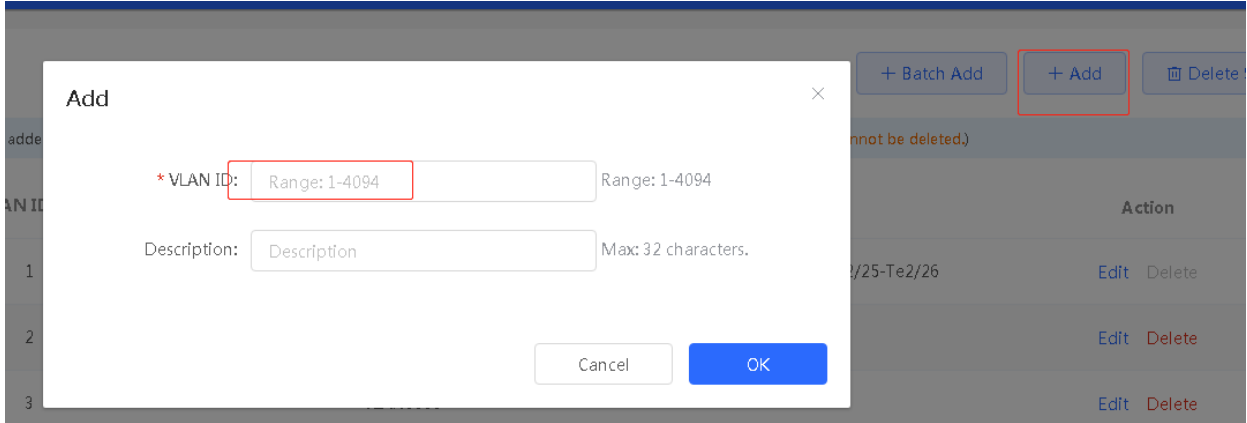 + Batch Add + Add Delete
Add
adde nnot be deleted.)
* VLAN ID: Range: 1-4094 Range: 1-4094
Action
Description: Description Max: 32 characters.
1 2/25-Te2/26 Edit Delete
2 Edit Delete
Cancel OK
3 Edit Delete